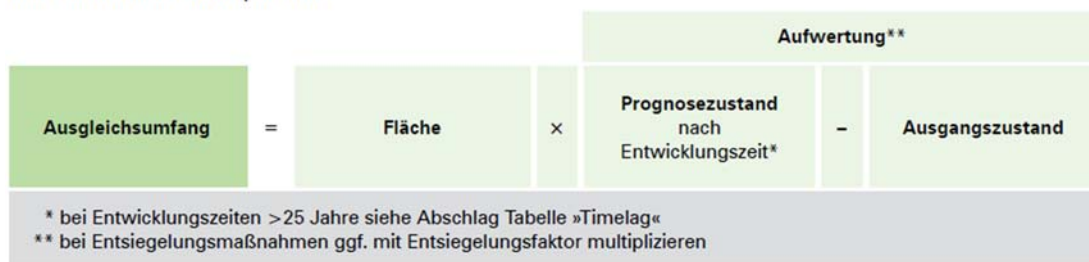 Aufwertung**
Ausgleichsumfang = Fläche × Prognosezustand nach Entwicklungszeit* – Ausgangszustand
* bei Entwicklungszeiten >25 Jahre siehe Abschlag Tabelle »Timelag«
** bei Entsiegelungsmaßnahmen ggf. mit Entsiegelungsfaktor multiplizieren